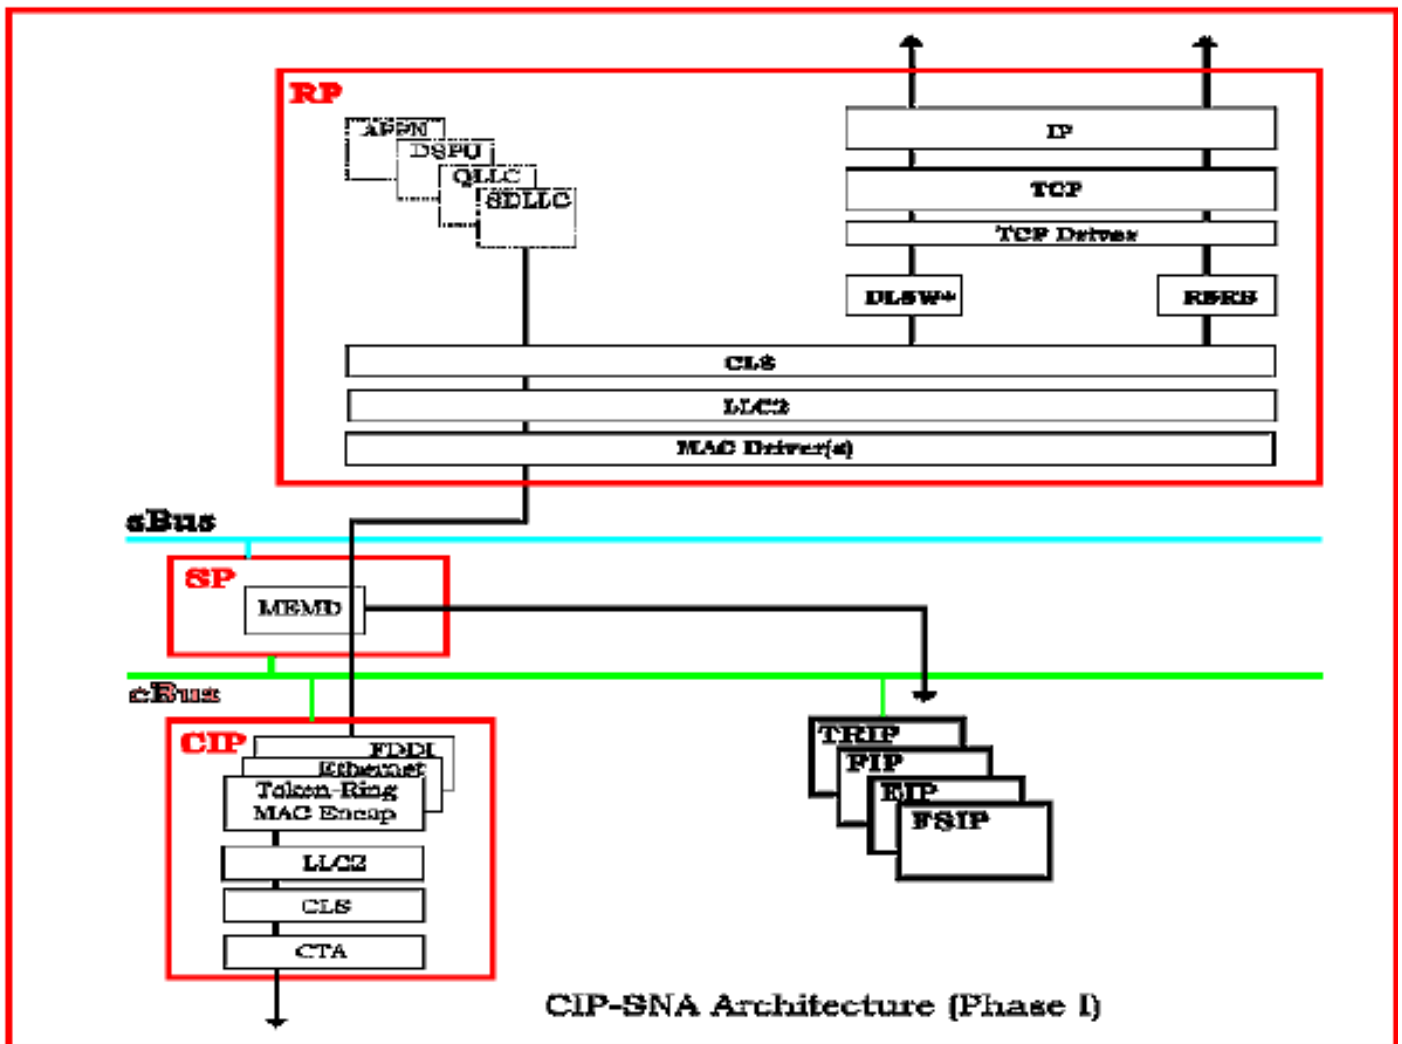 RP
APPN
DSPU
QLLC
SDLLC
IP
TCP
TCP Driver
DLSW+
RSRB
CLS
LLC2
MAC Driver(s)
sBus
SP
MEMD
cBus
CIP
FDDI
Ethernet
Token-Ring
MAC Encap
LLC2
CLS
CTA
TRIP
FIP
EIP
FSIP
CIP-SNA Architecture (Phase I)